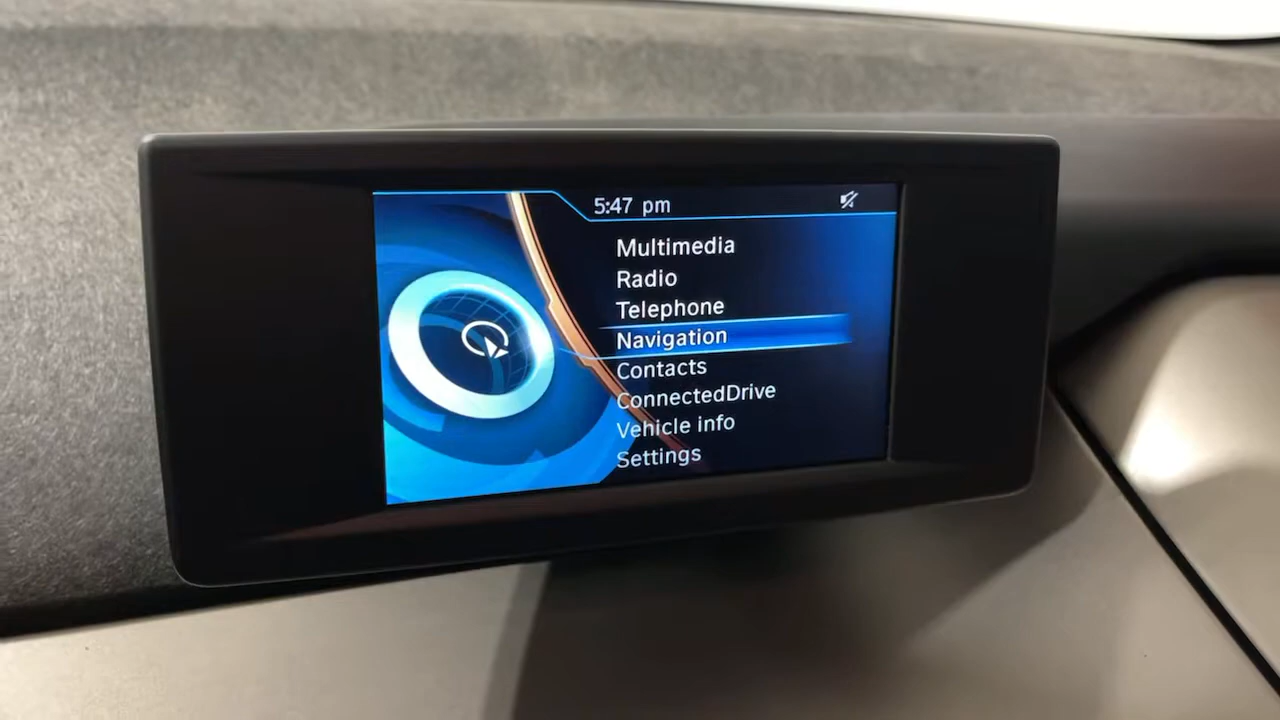 5:47 pm
Multimedia
Radio
Telephone
Navigation
Contacts
ConnectedDrive
Vehicle info
Settings